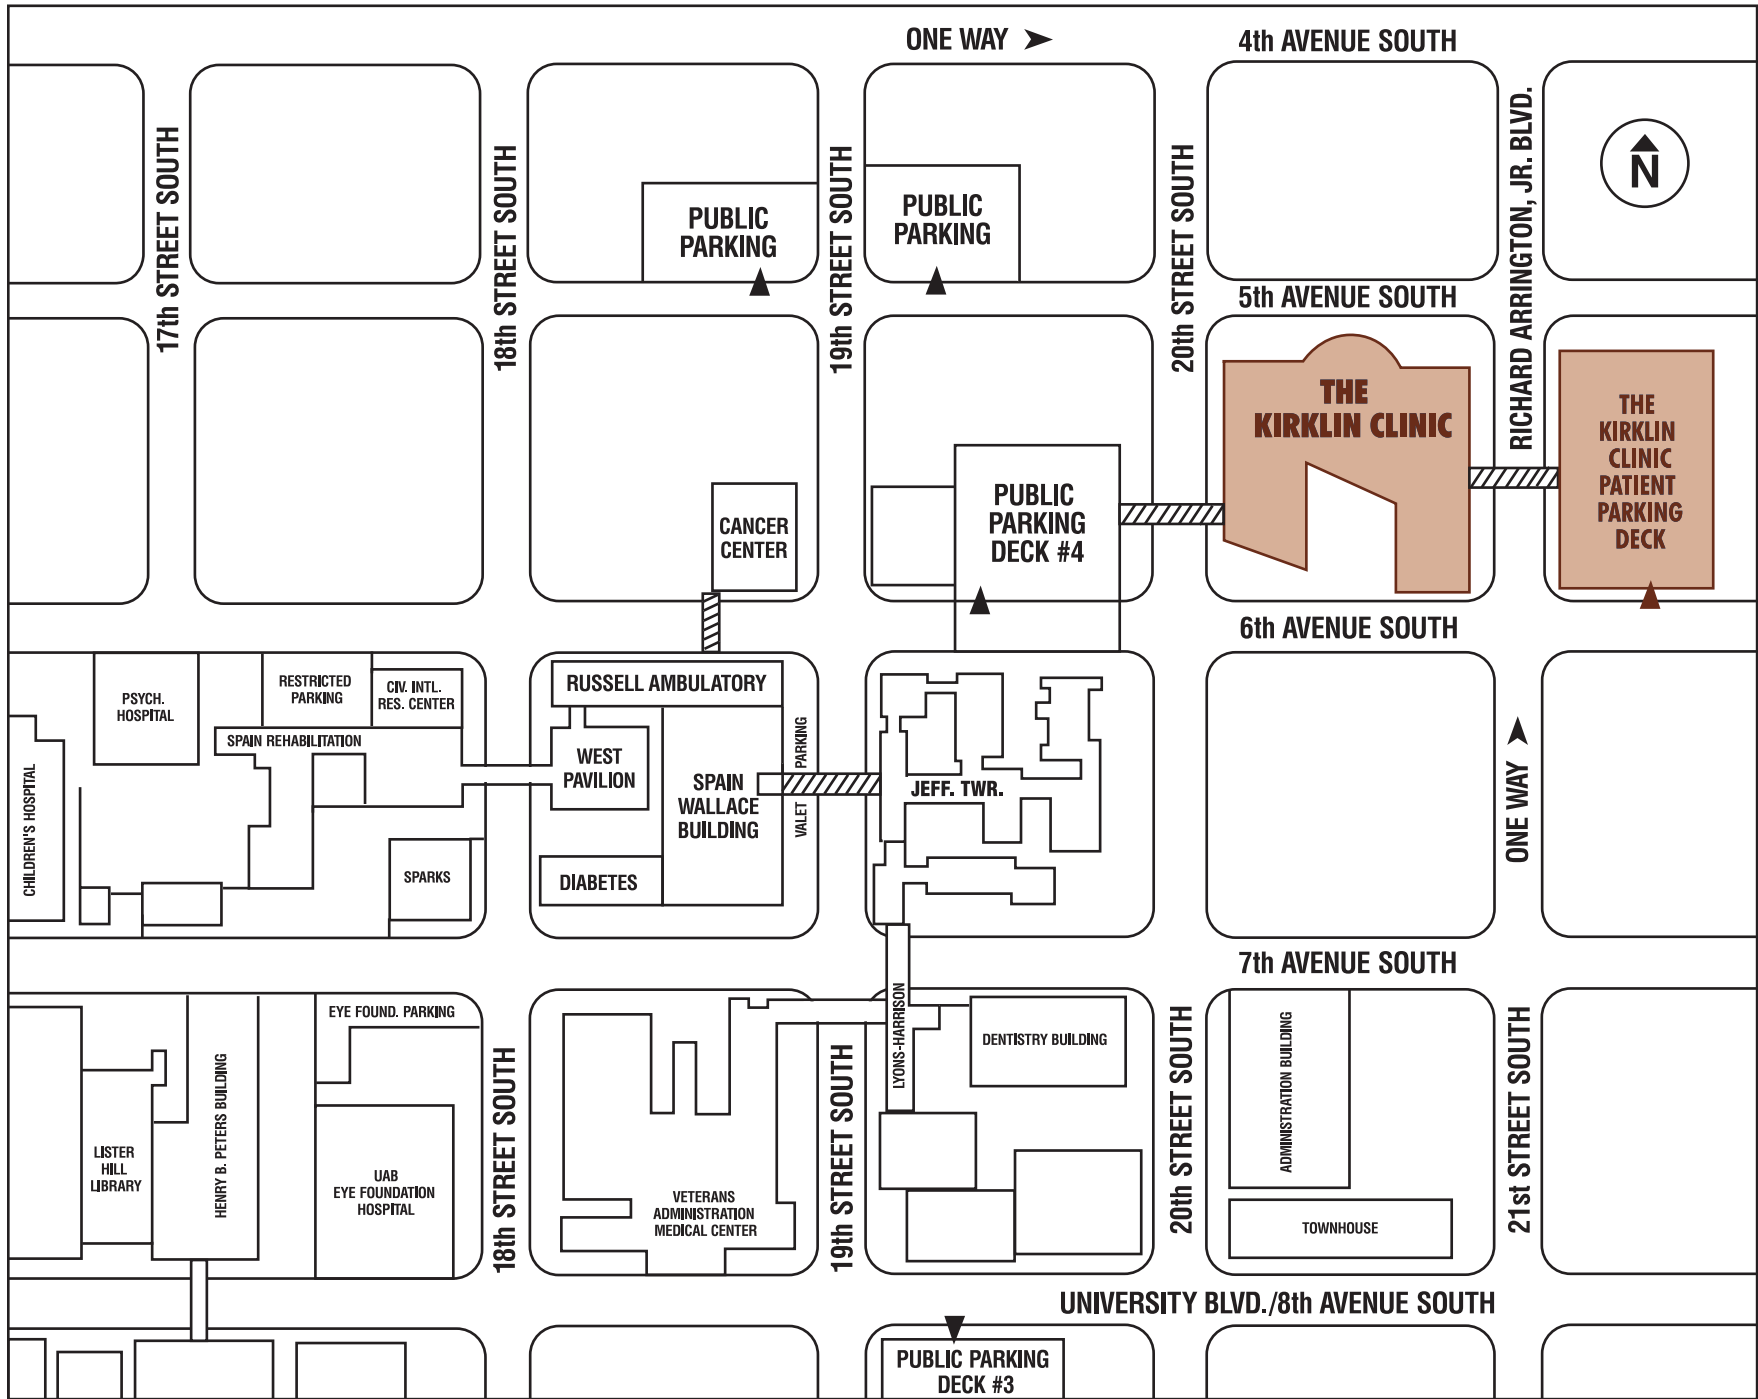 ONE WAY
4th AVENUE SOUTH
17th STREET SOUTH
18th STREET SOUTH
19th STREET SOUTH
20th STREET SOUTH
RICHARD ARRINGTON, JR. BLVD.
N
PUBLIC
PARKING
PUBLIC
PARKING
5th AVENUE SOUTH
THE
KIRKLIN CLINIC
THE
KIRKLIN
CLINIC
PATIENT
PARKING
DECK
CANCER
CENTER
PUBLIC
PARKING
DECK #4
6th AVENUE SOUTH
PSYCH.
HOSPITAL
RESTRICTED
PARKING
CIV. INTL.
RES. CENTER
SPAIN REHABILITATION
CHILDREN'S HOSPITAL
SPARKS
RUSSELL AMBULATORY
WEST
PAVILION
SPAIN
WALLACE
BUILDING
DIABETES
VALET PARKING
JEFF. TWR.
ONE WAY
7th AVENUE SOUTH
EYE FOUND. PARKING
LISTER
HILL
LIBRARY
HENRY B. PETERS BUILDING
UAB
EYE FOUNDATION
HOSPITAL
18th STREET SOUTH
VETERANS
ADMINISTRATION
MEDICAL CENTER
19th STREET SOUTH
LYONS-HARRISON
DENTISTRY BUILDING
20th STREET SOUTH
ADMINISTRATION BUILDING
TOWNHOUSE
21st STREET SOUTH
UNIVERSITY BLVD./8th AVENUE SOUTH
PUBLIC PARKING
DECK #3